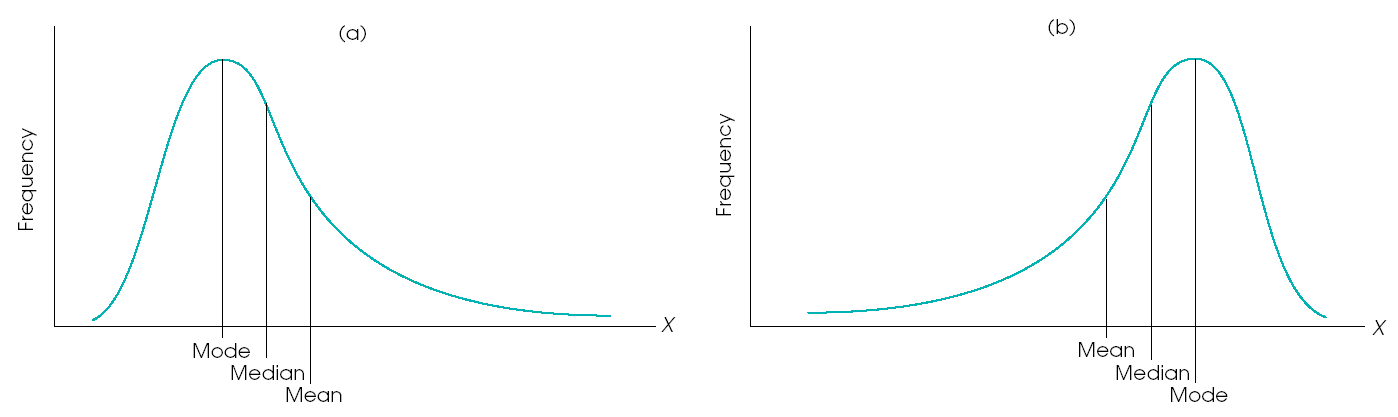 (a)
Frequency
X
Mode
Median
Mean
(b)
Frequency
X
Mean
Median
Mode